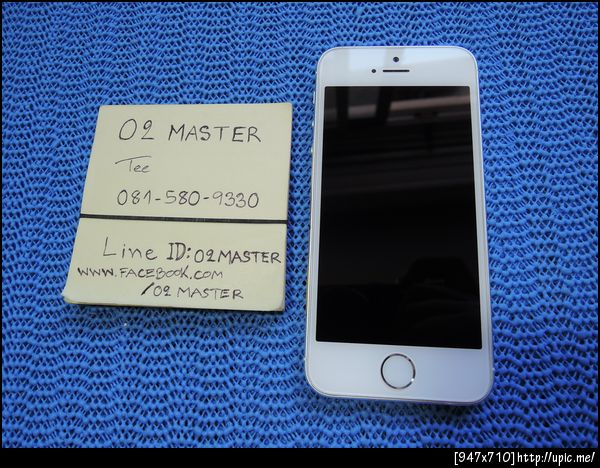 O2 MASTER
Tee
081-580-9330
Line ID: O2MASTER
WWW.FACEBOOK.COM
/O2 MASTER
[947x710]http://upic.me/